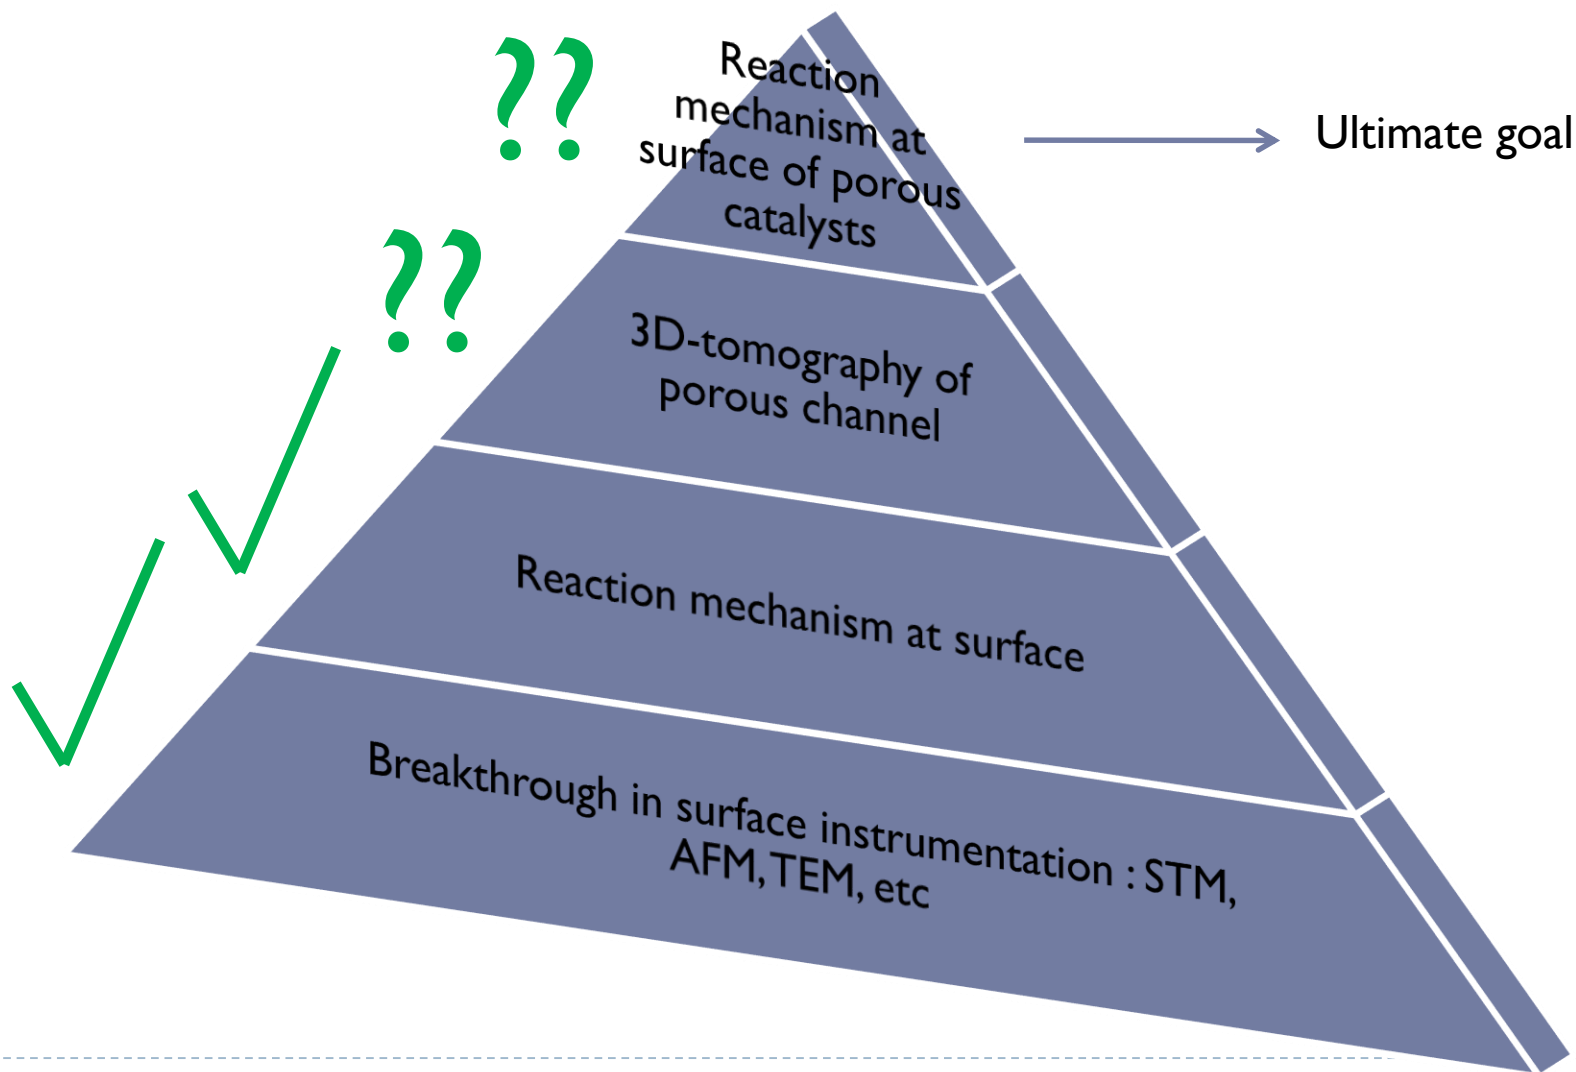 ??
Reaction
mechanism at
surface of porous
catalysts
Ultimate goal
??
3D-tomography of
porous channel
Reaction mechanism at surface
Breakthrough in surface instrumentation : STM,
AFM, TEM, etc